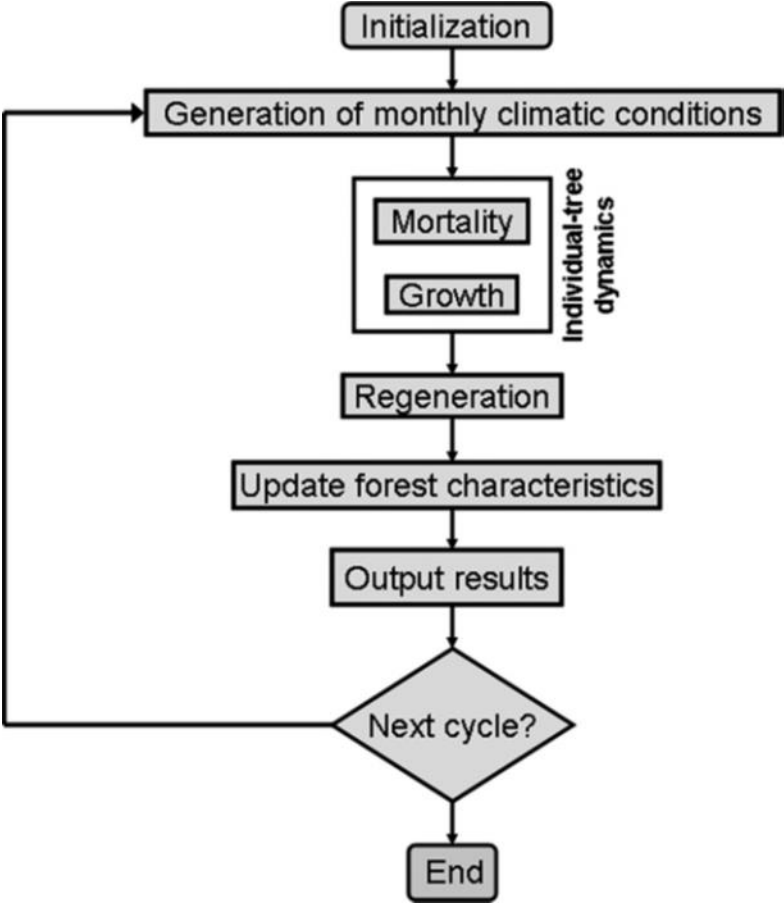 Initialization
Generation of monthly climatic conditions
Mortality
Growth
Individual-tree
dynamics
Regeneration
Update forest characteristics
Output results
Next cycle?
End